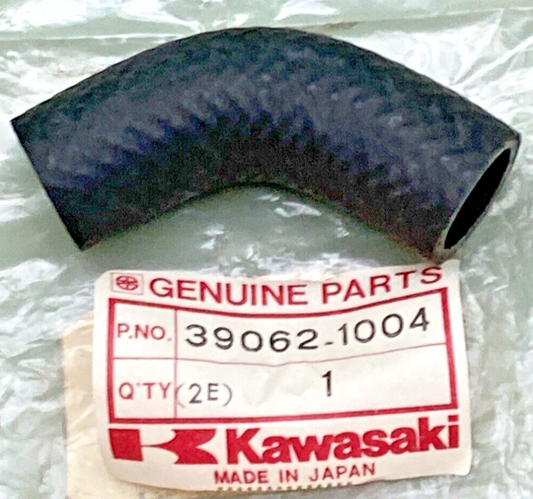 GENUINE PARTS
P.NO. 39062-1004
Q'TY (2E) 1
Kawasaki
MADE IN JAPAN